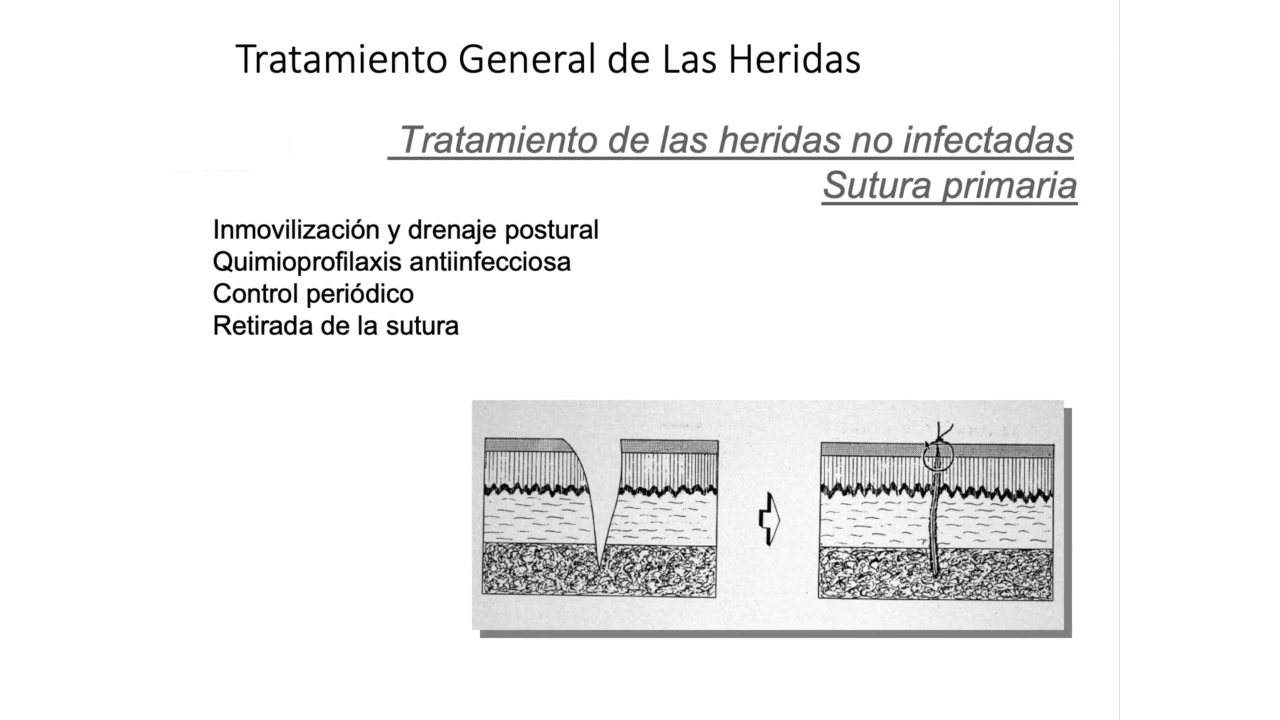 Tratamiento General de Las Heridas
Tratamiento de las heridas no infectadas
Sutura primaria
Inmovilización y drenaje postural
Quimioprofilaxis antiinfecciosa
Control periódico
Retirada de la sutura